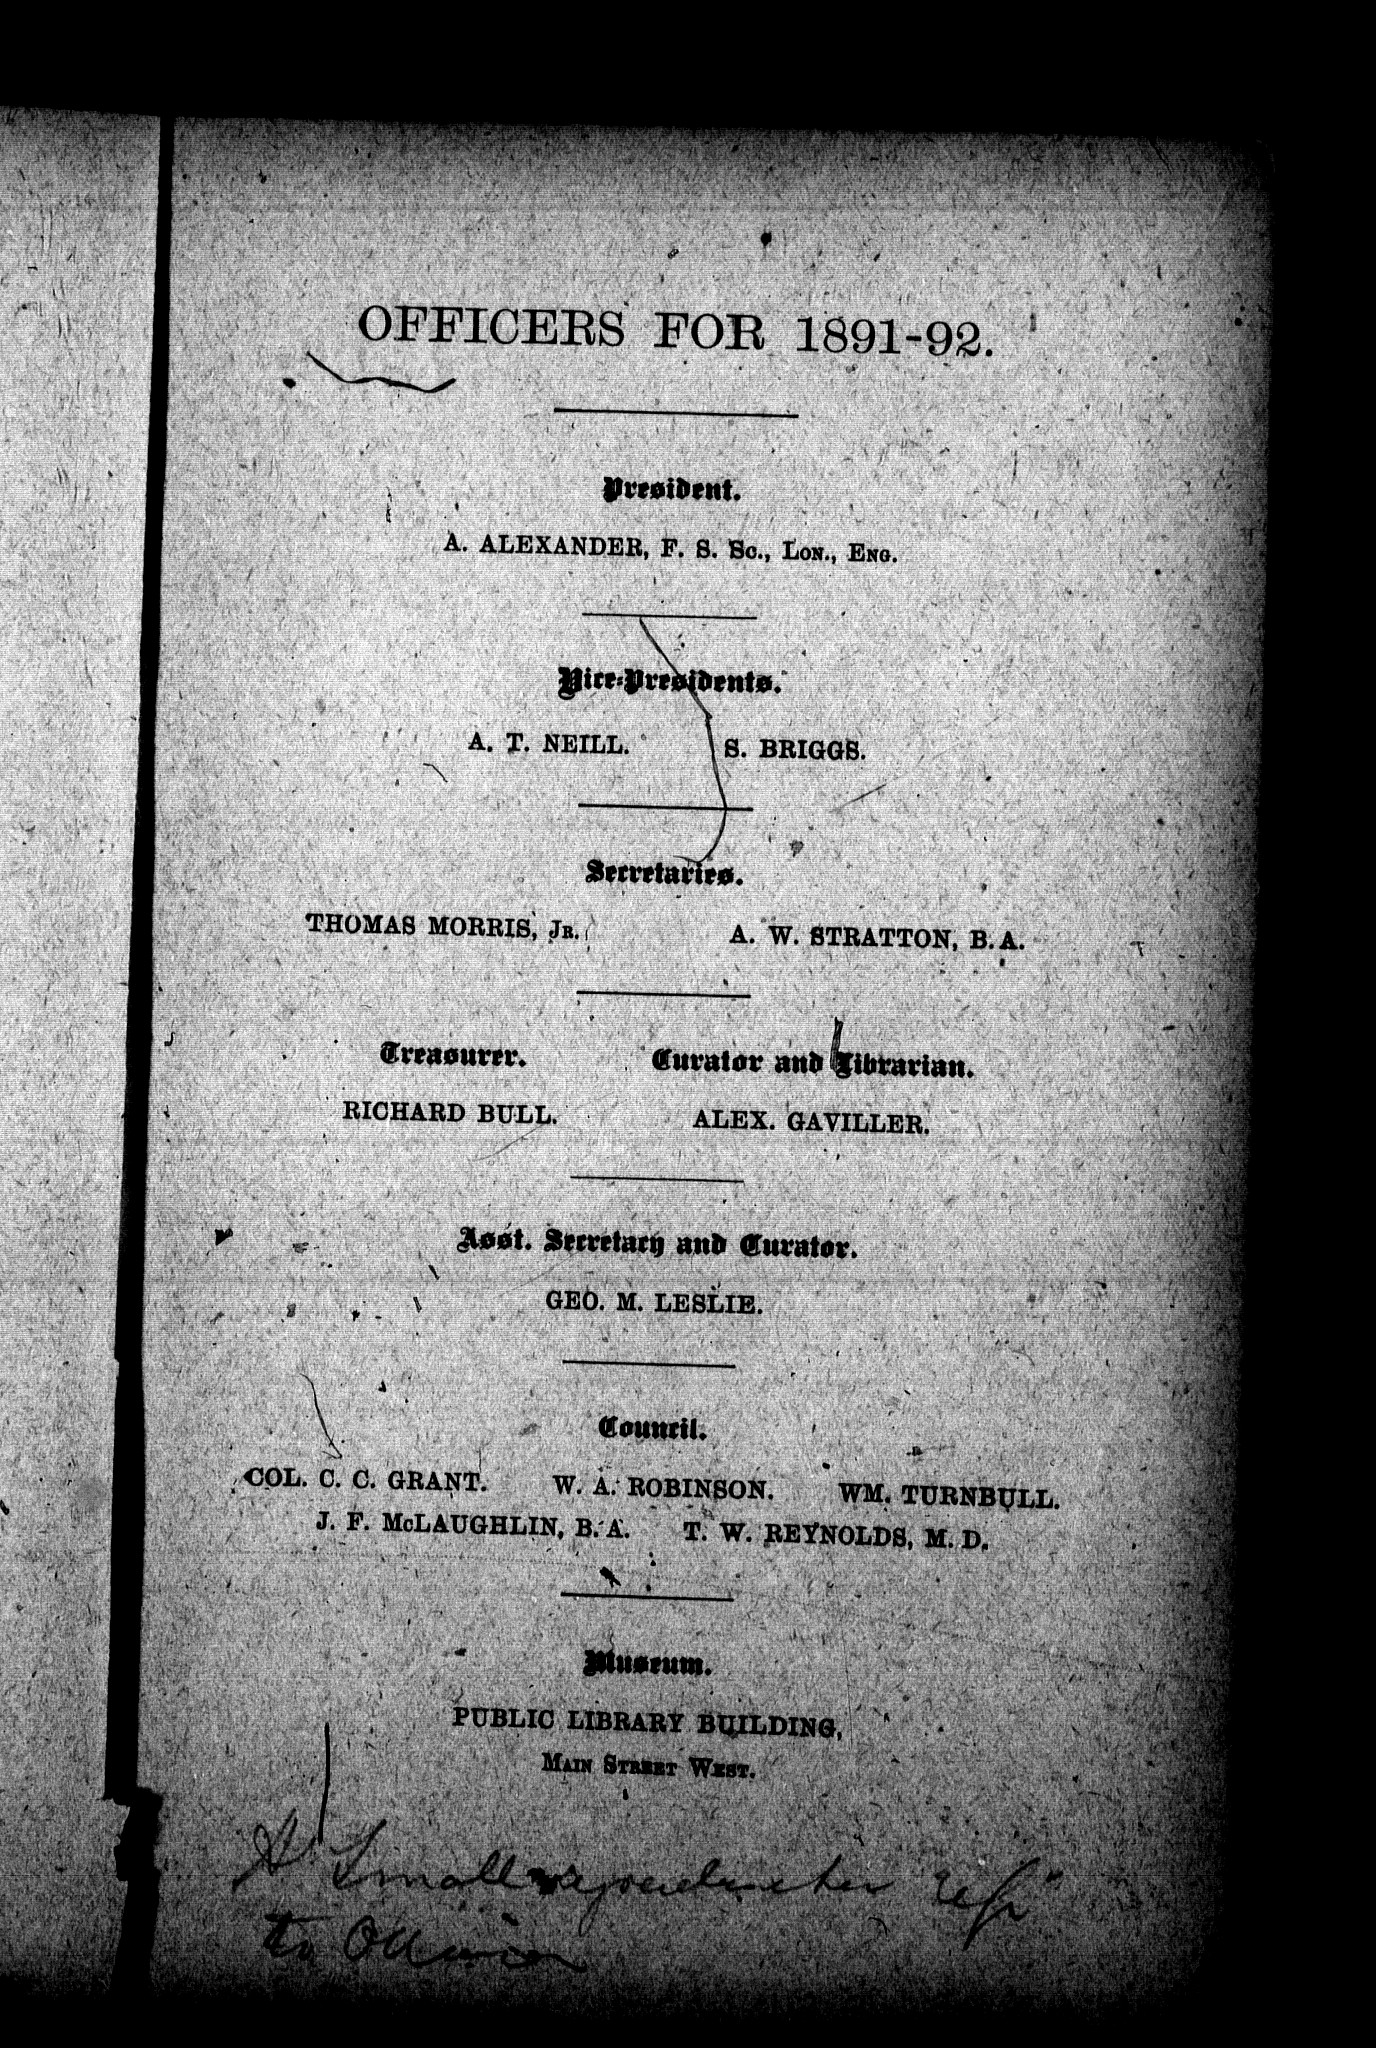 OFFICERS FOR 1891-92.
President.
A. ALEXANDER, F. S. Sc., Lon., Eng.
Vice-Presidents.
A. T. NEILL. S. BRIGGS.
Secretaries.
THOMAS MORRIS, Jr. A. W. STRATTON, B. A.
Treasurer. Curator and Librarian.
RICHARD BULL. ALEX. GAVILLER.
Asst. Secretary and Curator.
GEO. M. LESLIE.
Council.
COL. C. C. GRANT. W. A. ROBINSON. WM. TURNBULL.
J. F. McLAUGHLIN, B. A. T. W. REYNOLDS, M. D.
Museum.
PUBLIC LIBRARY BUILDING,
Main Street West.
A Small
to